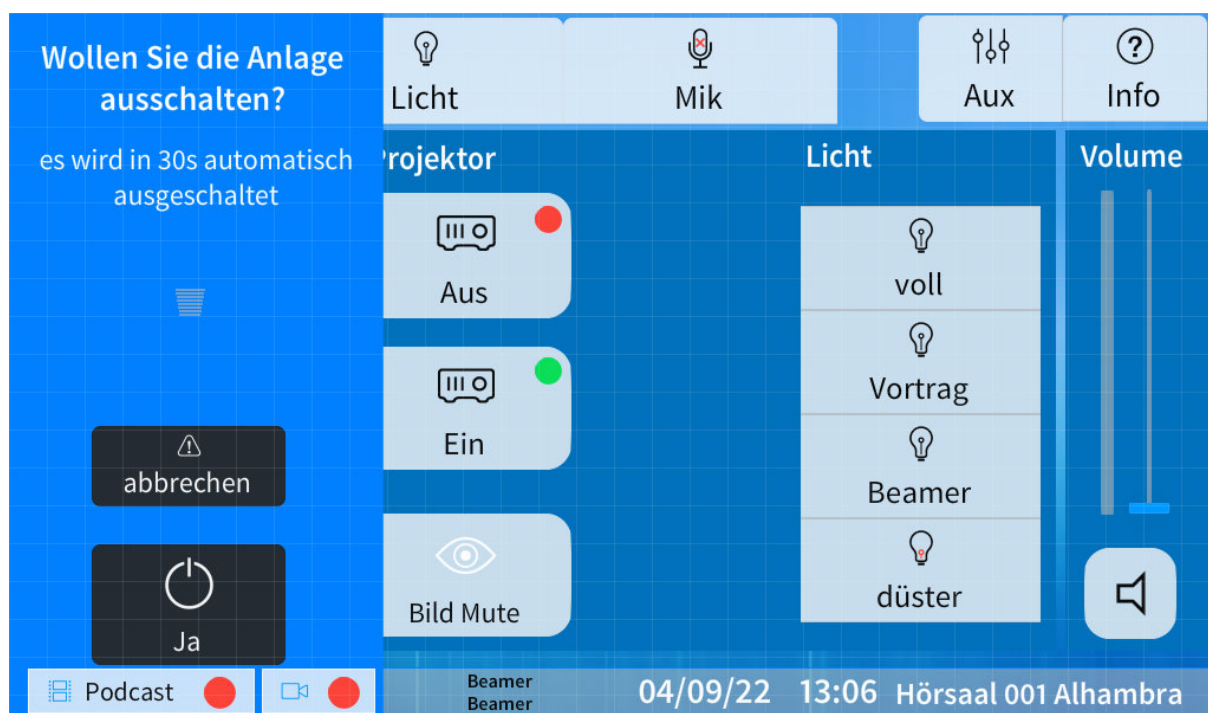 Wollen Sie die Anlage
ausschalten?
es wird in 30s automatisch
ausgeschaltet
abbrechen
Ja
Podcast
Licht
Mik
Aux
Info
rojektor
Aus
Ein
Bild Mute
Licht
voll
Vortrag
Beamer
düster
Volume
Beamer
Beamer
04/09/22 13:06 Hörsaal 001 Alhambra